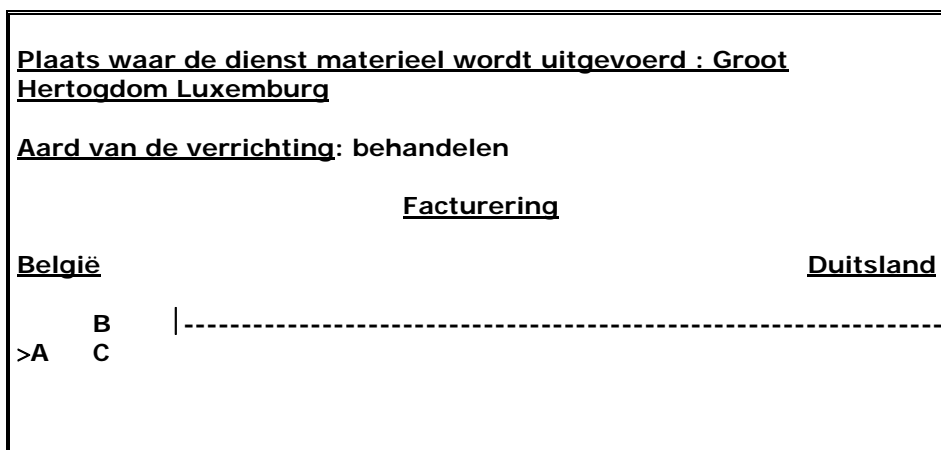 Plaats waar de dienst materieel wordt uitgevoerd : Groot
Hertogdom Luxemburg
Aard van de verrichting: behandelen
Facturering
België Duitsland
B |-----------------------------------------------------------------
>A C